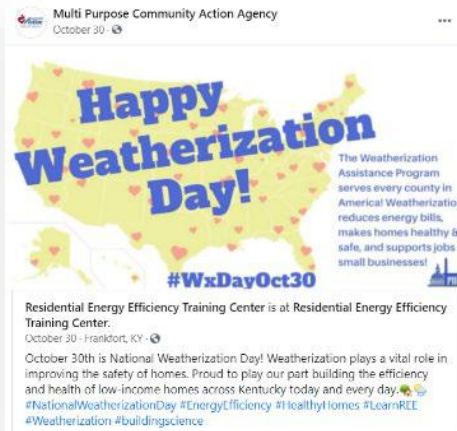 Multi Purpose Community Action Agency
October 30 ·
Happy
Weatherization
Day!
The Weatherization
Assistance Program
serves every county in
America! Weatherizatio
reduces energy bills,
makes homes healthy &
safe, and supports jobs
small businesses!
#WxDayOct30
Residential Energy Efficiency Training Center is at Residential Energy Efficiency
Training Center.
October 30 · Frankfort, KY ·
October 30th is National Weatherization Day! Weatherization plays a vital role in
improving the safety of homes. Proud to play our part building the efficiency
and health of low-income homes across Kentucky today and every day.
#NationalWeatherizationDay #EnergyEfficiency #HealthyHomes #LearnREE
#Weatherization #buildingscience